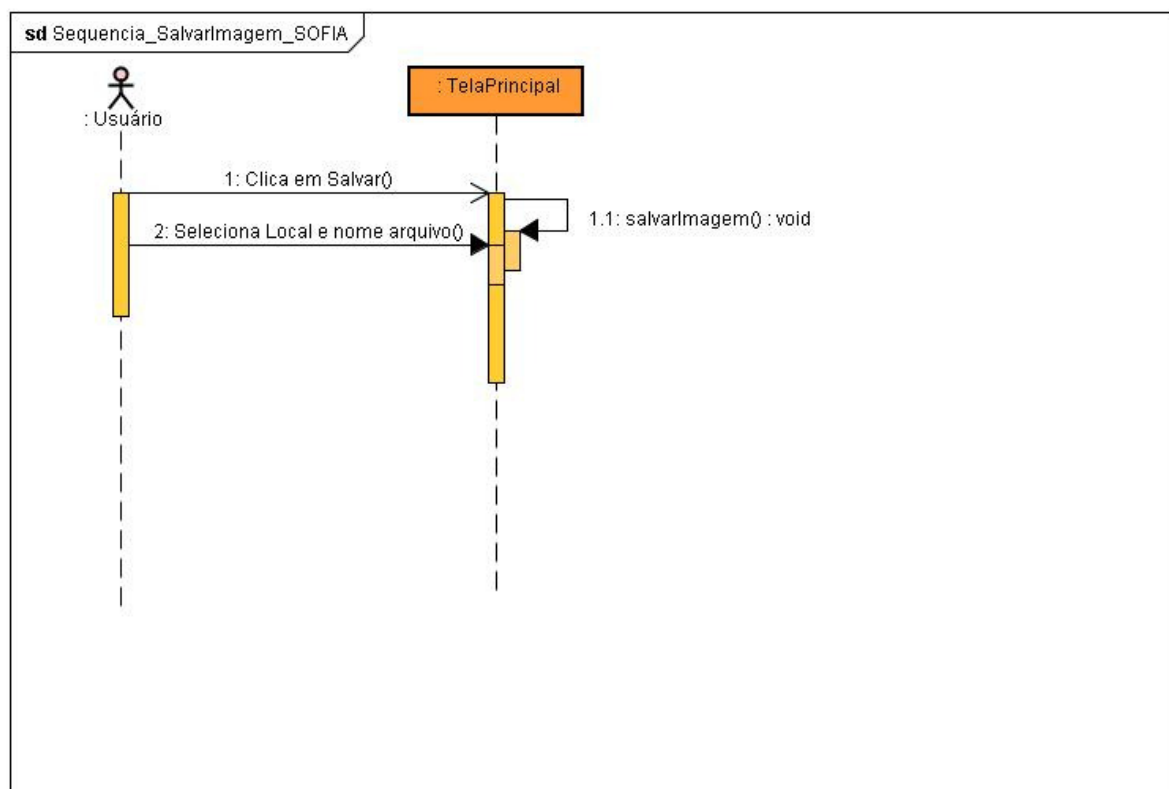 sd Sequencia_SalvarImagem_SOFIA
: Usuário
: TelaPrincipal
1: Clica em Salvar()
1.1: salvarImagem() : void
2: Seleciona Local e nome arquivo()